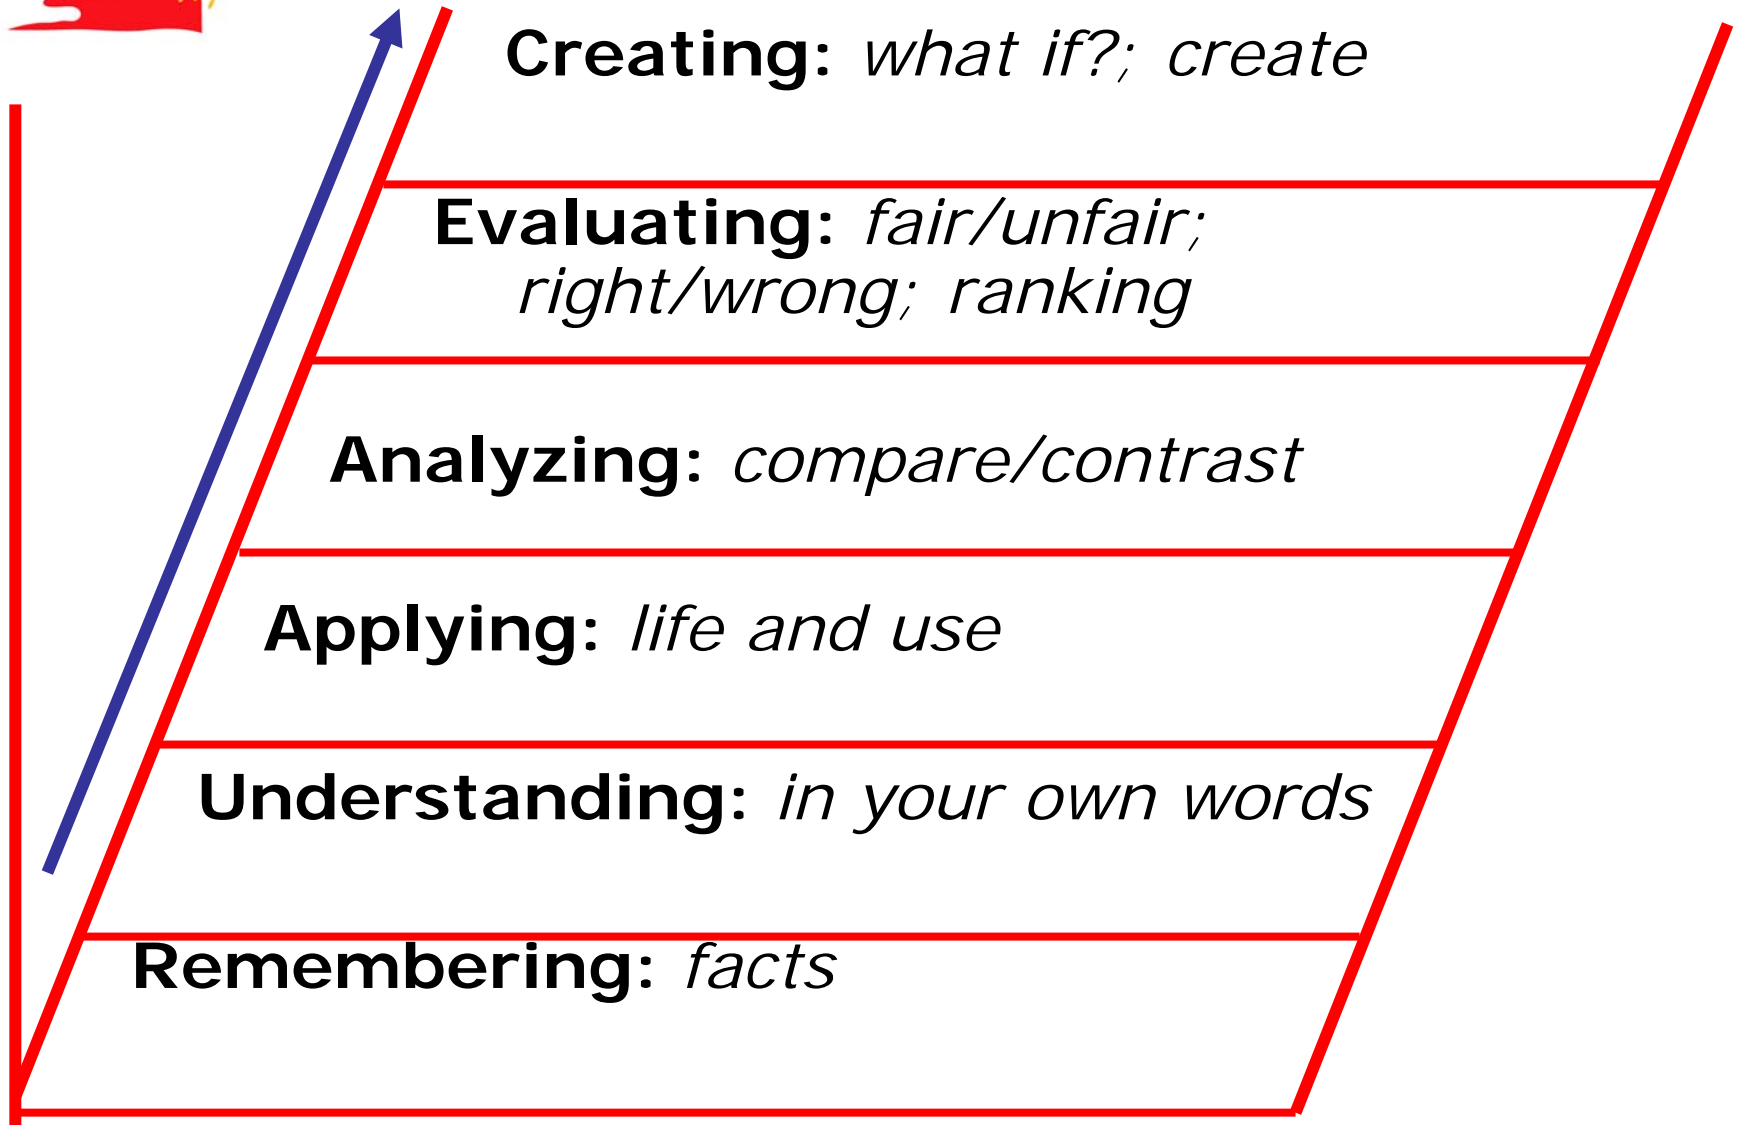 Creating: what if?; create
Evaluating: fair/unfair;
right/wrong; ranking
Analyzing: compare/contrast
Applying: life and use
Understanding: in your own words
Remembering: facts